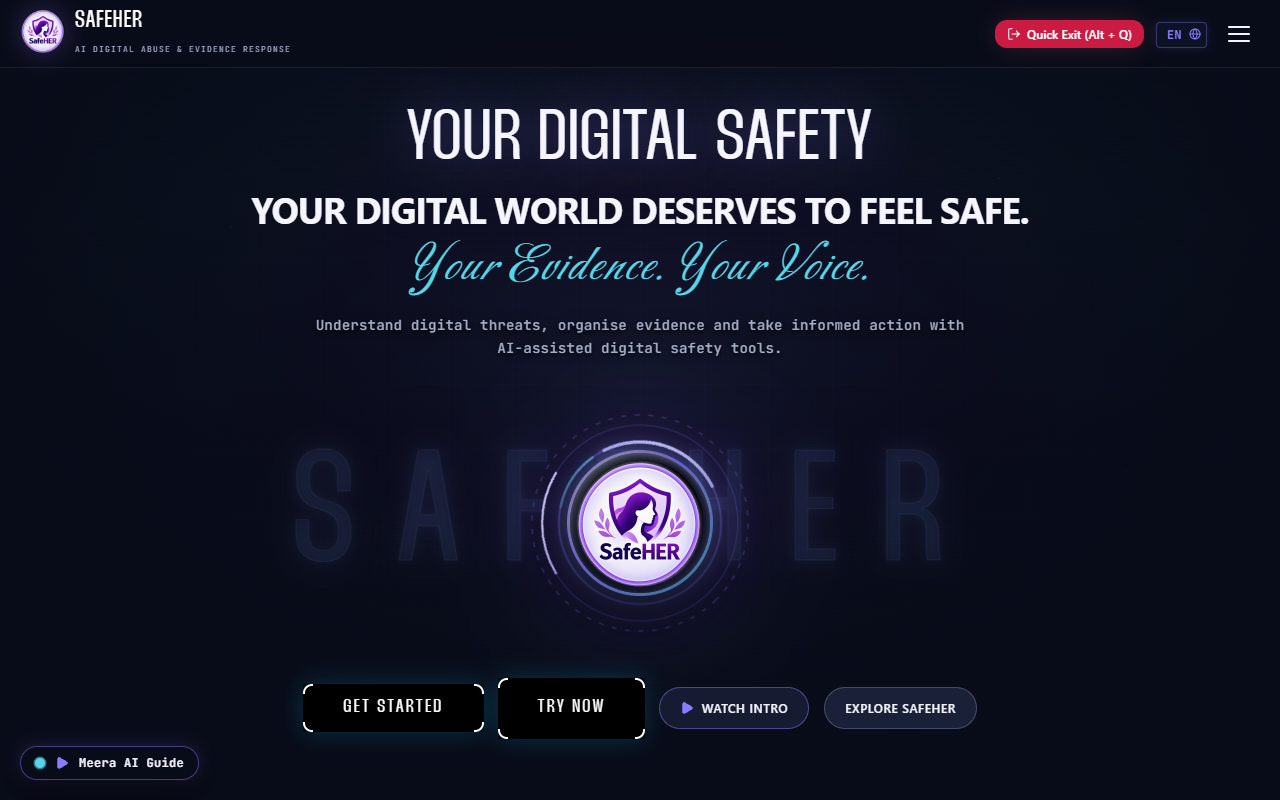 SAFEHER
AI DIGITAL ABUSE & EVIDENCE RESPONSE
SafeHER
Quick Exit (Alt + Q)
EN
YOUR DIGITAL SAFETY
YOUR DIGITAL WORLD DESERVES TO FEEL SAFE.
Your Evidence. Your Voice.
Understand digital threats, organise evidence and take informed action with
AI-assisted digital safety tools.
SAFEHER
SafeHER
GET STARTED
TRY NOW
WATCH INTRO
EXPLORE SAFEHER
Meera AI Guide